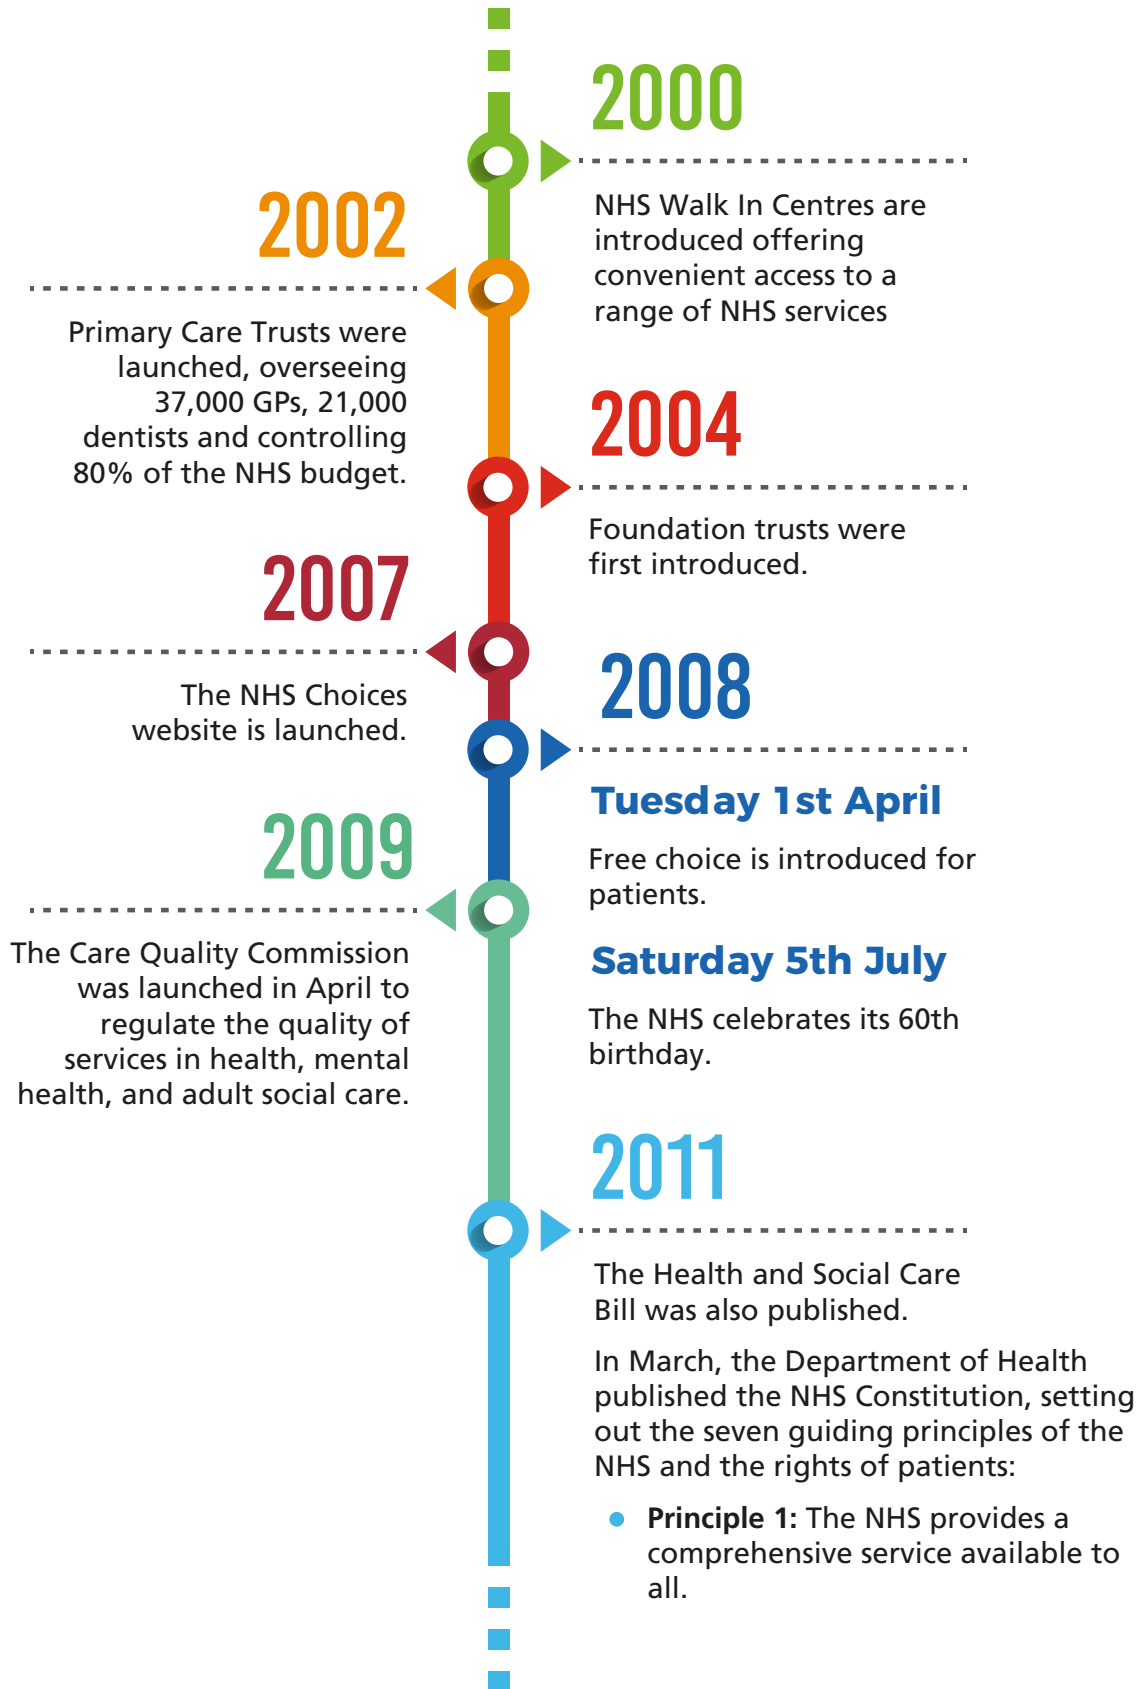 2000
NHS Walk In Centres are
introduced offering
convenient access to a
range of NHS services
2002
Primary Care Trusts were
launched, overseeing
37,000 GPs, 21,000
dentists and controlling
80% of the NHS budget.
2004
Foundation trusts were
first introduced.
2007
The NHS Choices
website is launched.
2008
Tuesday 1st April
Free choice is introduced for
patients.
Saturday 5th July
The NHS celebrates its 60th
birthday.
2009
The Care Quality Commission
was launched in April to
regulate the quality of
services in health, mental
health, and adult social care.
2011
The Health and Social Care
Bill was also published.
In March, the Department of Health
published the NHS Constitution, setting
out the seven guiding principles of the
NHS and the rights of patients:
• Principle 1: The NHS provides a
comprehensive service available to
all.